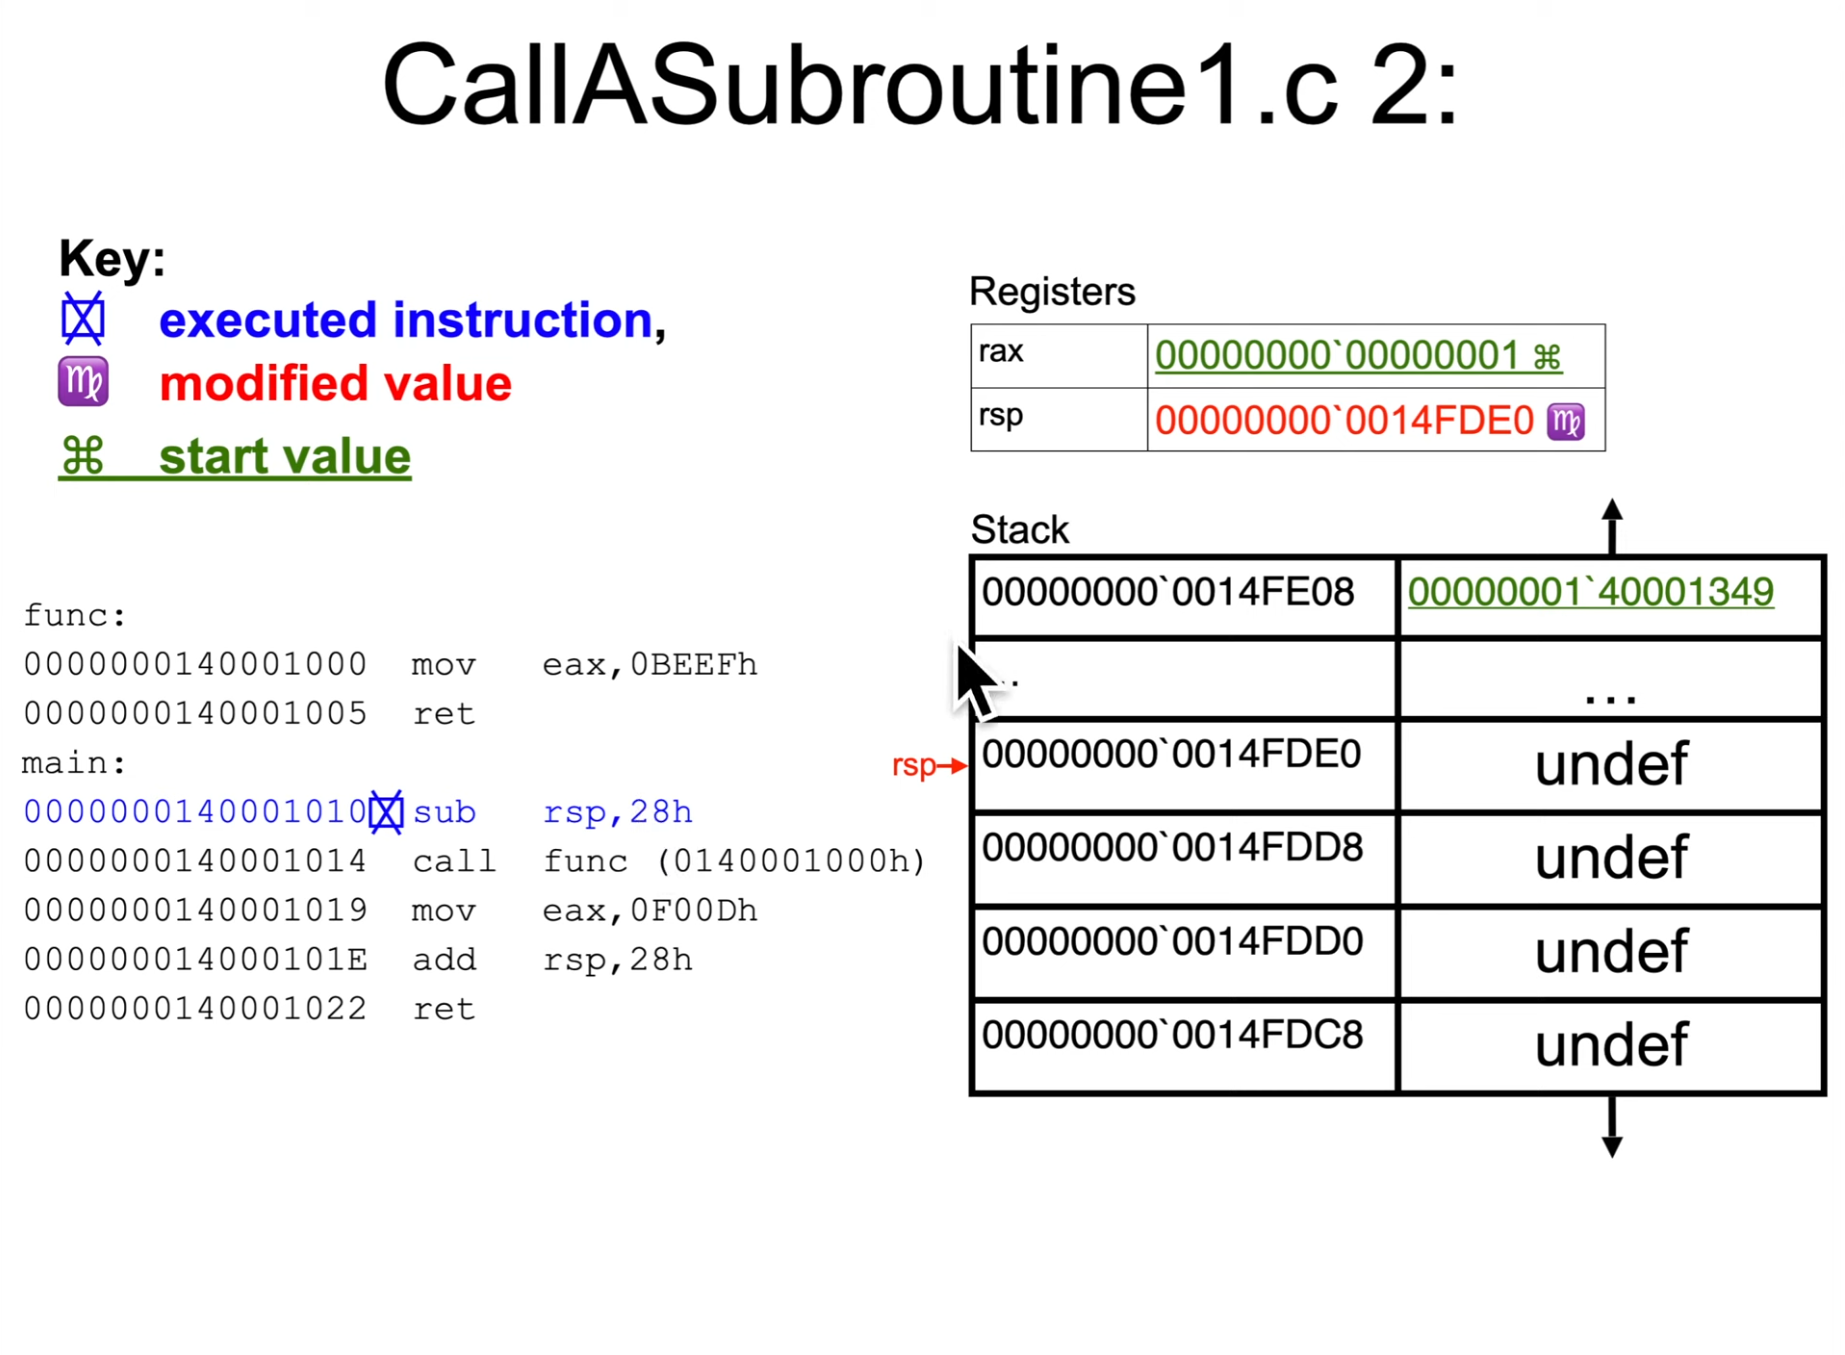 CallASubroutine1.c 2:
Key:
executed instruction,
modified value
⌘ start value
Registers
rax 00000000`00000001 ⌘
rsp 00000000`0014FDE0 ♍
Stack
00000000`0014FE08 00000001`40001349
… …
rsp 00000000`0014FDE0 undef
00000000`0014FDD8 undef
00000000`0014FDD0 undef
00000000`0014FDC8 undef
func:
0000000140001000 mov eax,0BEEFh
0000000140001005 ret
main:
0000000140001010 sub rsp,28h
0000000140001014 call func (0140001000h)
0000000140001019 mov eax,0F00Dh
000000014000101E add rsp,28h
0000000140001022 ret